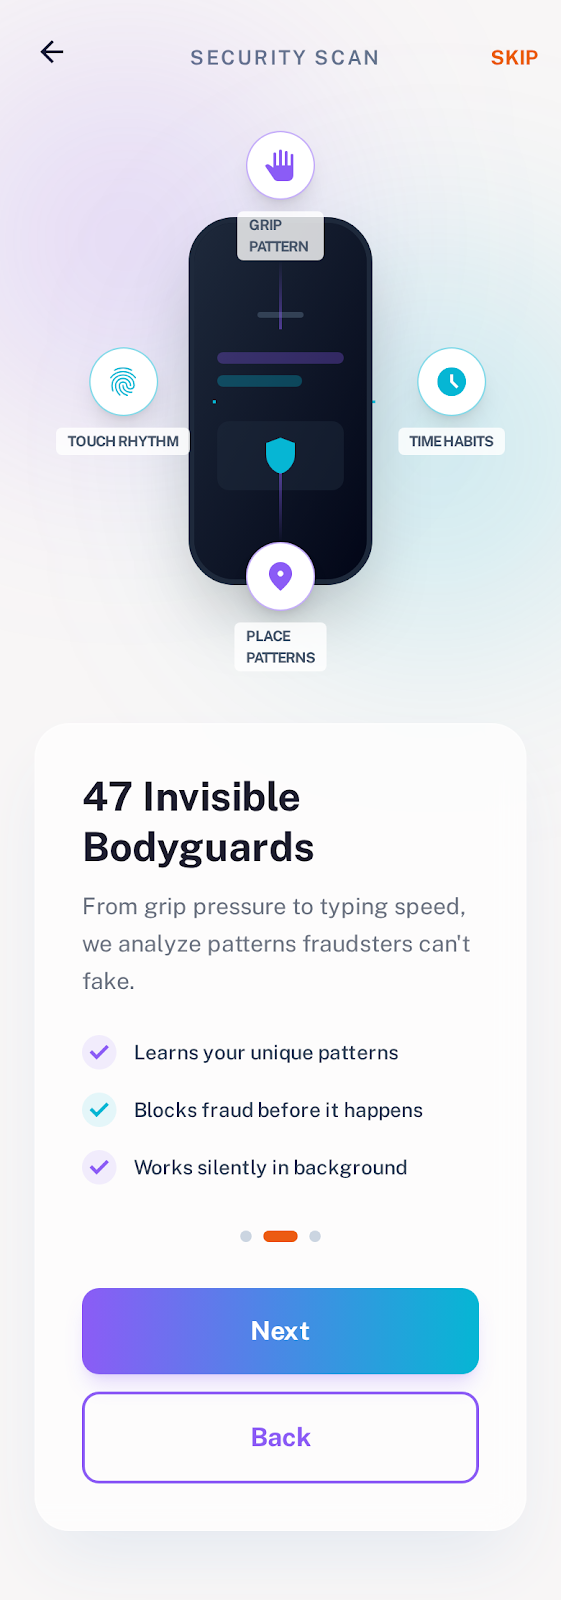 SECURITY SCAN
SKIP
GRIP
PATTERN
TOUCH RHYTHM
TIME HABITS
PLACE
PATTERNS
47 Invisible
Bodyguards
From grip pressure to typing speed,
we analyze patterns fraudsters can't
fake.
Learns your unique patterns
Blocks fraud before it happens
Works silently in background
Next
Back